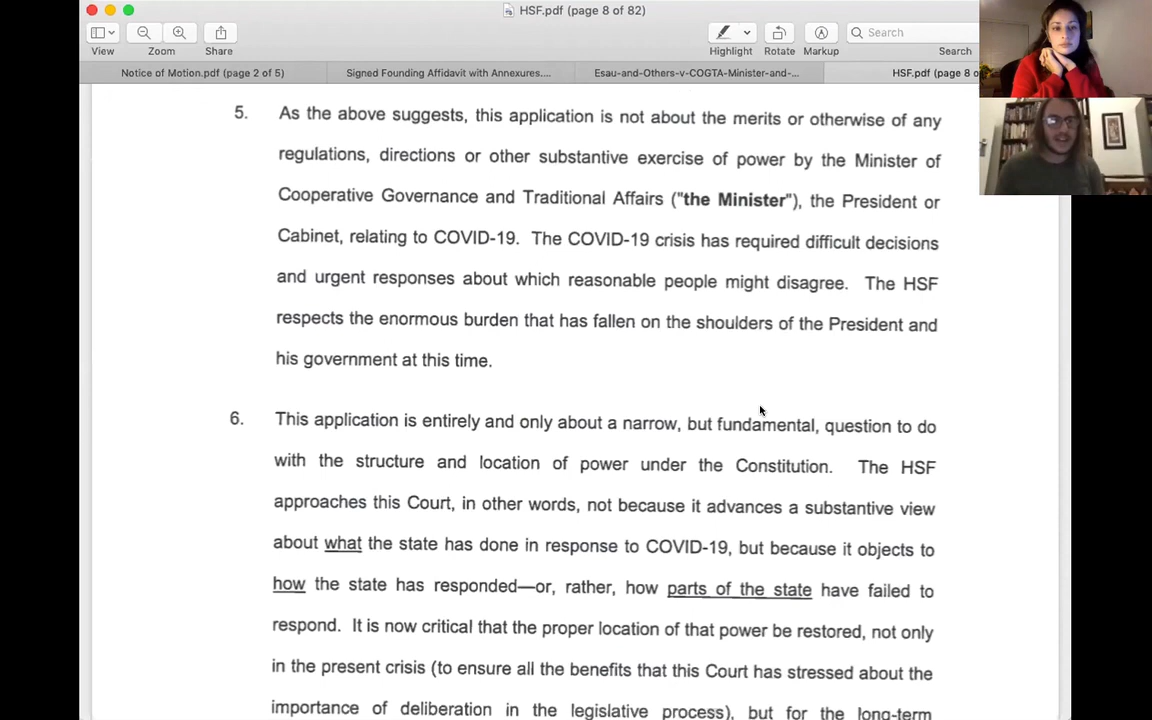 HSF.pdf (page 8 of 82)
View
Zoom
Share
Highlight
Rotate
Markup
Search
Search
Notice of Motion.pdf (page 2 of 5)
Signed Founding Affidavit with Annexures....
Esau-and-Others-v-COGTA-Minister-and-...
HSF.pdf (page 8 o
5. As the above suggests, this application is not about the merits or otherwise of any
regulations, directions or other substantive exercise of power by the Minister of
Cooperative Governance and Traditional Affairs ("the Minister"), the President or
Cabinet, relating to COVID-19. The COVID-19 crisis has required difficult decisions
and urgent responses about which reasonable people might disagree. The HSF
respects the enormous burden that has fallen on the shoulders of the President and
his government at this time.
6. This application is entirely and only about a narrow, but fundamental, question to do
with the structure and location of power under the Constitution. The HSF
approaches this Court, in other words, not because it advances a substantive view
about what the state has done in response to COVID-19, but because it objects to
how the state has responded—or, rather, how parts of the state have failed to
respond. It is now critical that the proper location of that power be restored, not only
in the present crisis (to ensure all the benefits that this Court has stressed about the
importance of deliberation in the legislative process), but for the long-term